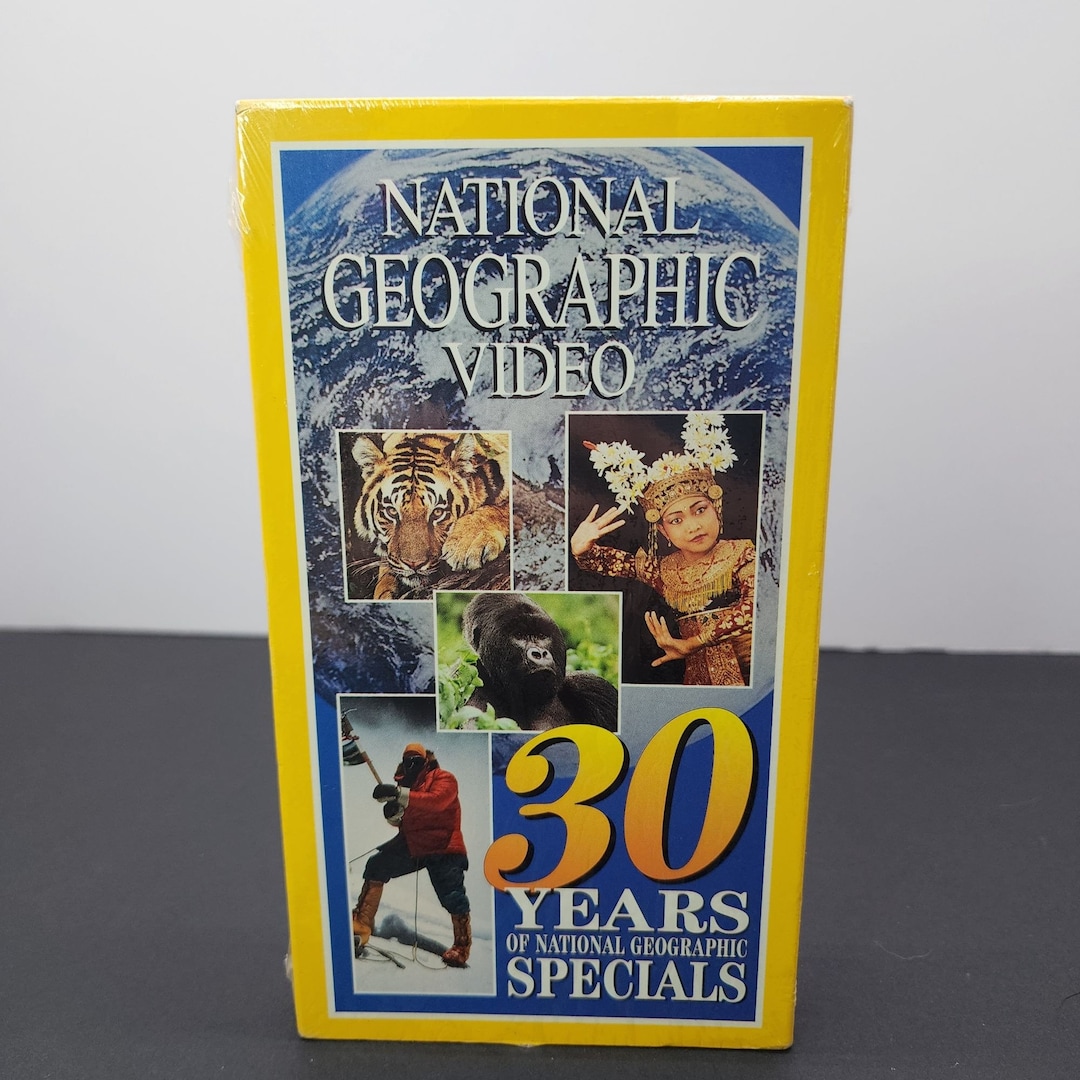 NATIONAL
GEOGRAPHIC
VIDEO
30
YEARS
OF NATIONAL GEOGRAPHIC
SPECIALS